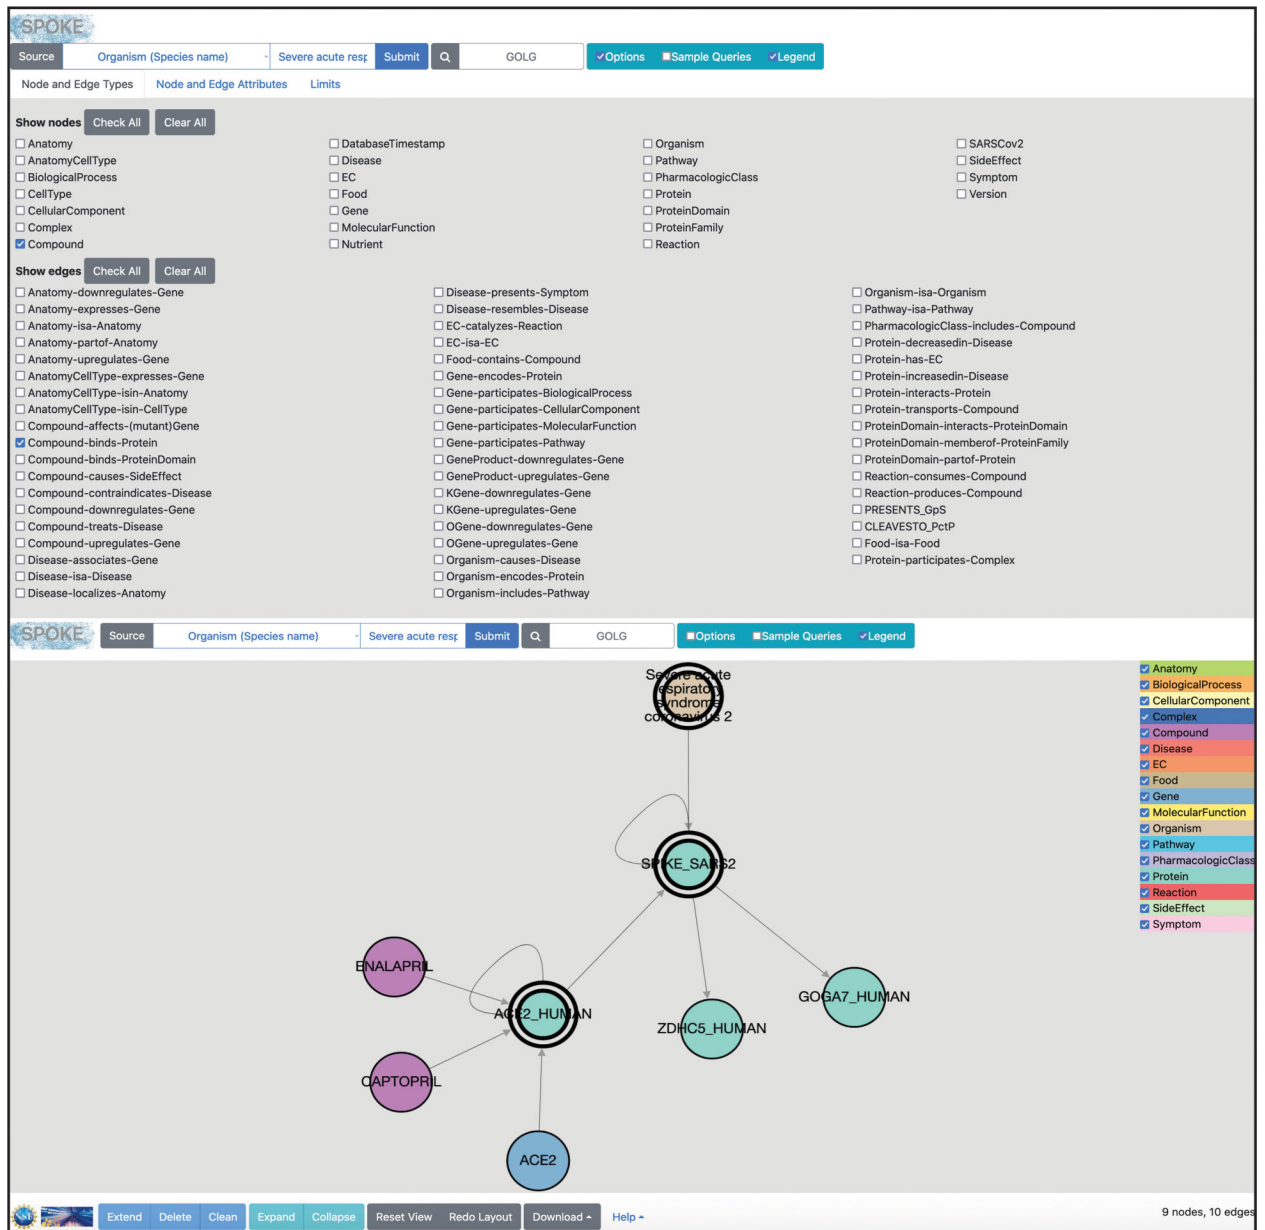 SPOKE
Source Organism (Species name) Severe acute resp Submit GOLG Options Sample Queries Legend
Node and Edge Types Node and Edge Attributes Limits
Show nodes Check All Clear All
Anatomy DatabaseTimestamp Organism SARSCov2
AnatomyCellType Disease Pathway SideEffect
BiologicalProcess EC PharmacologicClass Symptom
CellType Food Protein Version
CellularComponent Gene ProteinDomain
Complex MolecularFunction ProteinFamily
Compound Nutrient Reaction
Show edges Check All Clear All
Anatomy-downregulates-Gene Disease-presents-Symptom Organism-isa-Organism
Anatomy-expresses-Gene Disease-resembles-Disease Pathway-isa-Pathway
Anatomy-isa-Anatomy EC-catalyzes-Reaction PharmacologicClass-includes-Compound
Anatomy-partof-Anatomy EC-isa-EC Protein-decreasedin-Disease
Anatomy-upregulates-Gene Food-contains-Compound Protein-has-EC
AnatomyCellType-expresses-Gene Gene-encodes-Protein Protein-increasedin-Disease
AnatomyCellType-isin-Anatomy Gene-participates-BiologicalProcess Protein-interacts-Protein
AnatomyCellType-isin-CellType Gene-participates-CellularComponent Protein-transports-Compound
Compound-affects-(mutant)Gene Gene-participates-MolecularFunction ProteinDomain-interacts-ProteinDomain
Compound-binds-Protein Gene-participates-Pathway ProteinDomain-memberof-ProteinFamily
Compound-binds-ProteinDomain GeneProduct-downregulates-Gene ProteinDomain-partof-Protein
Compound-causes-SideEffect GeneProduct-upregulates-Gene Reaction-consumes-Compound
Compound-contraindicates-Disease KGene-downregulates-Gene Reaction-produces-Compound
Compound-downregulates-Gene KGene-upregulates-Gene PRESENTS_GpS
Compound-treats-Disease OGene-downregulates-Gene CLEAVESTO_PctP
Compound-upregulates-Gene OGene-upregulates-Gene Food-isa-Food
Disease-associates-Gene Organism-causes-Disease Protein-participates-Complex
Disease-isa-Disease Organism-encodes-Protein
Disease-localizes-Anatomy Organism-includes-Pathway
SPOKE Source Organism (Species name) Severe acute resp Submit GOLG Options Sample Queries Legend
Severe acute
respiratory
syndrome
coronavirus 2
SPIKE_SARS2
ENALAPRIL
ACE2_HUMAN
GOGA7_HUMAN
ZDHC5_HUMAN
CAPTOPRIL
ACE2
Anatomy
BiologicalProcess
CellularComponent
Complex
Compound
Disease
EC
Food
Gene
MolecularFunction
Organism
Pathway
PharmacologicClass
Protein
Reaction
SideEffect
Symptom
NSF Extend Delete Clean Expand Collapse Reset View Redo Layout Download Help 9 nodes, 10 edges